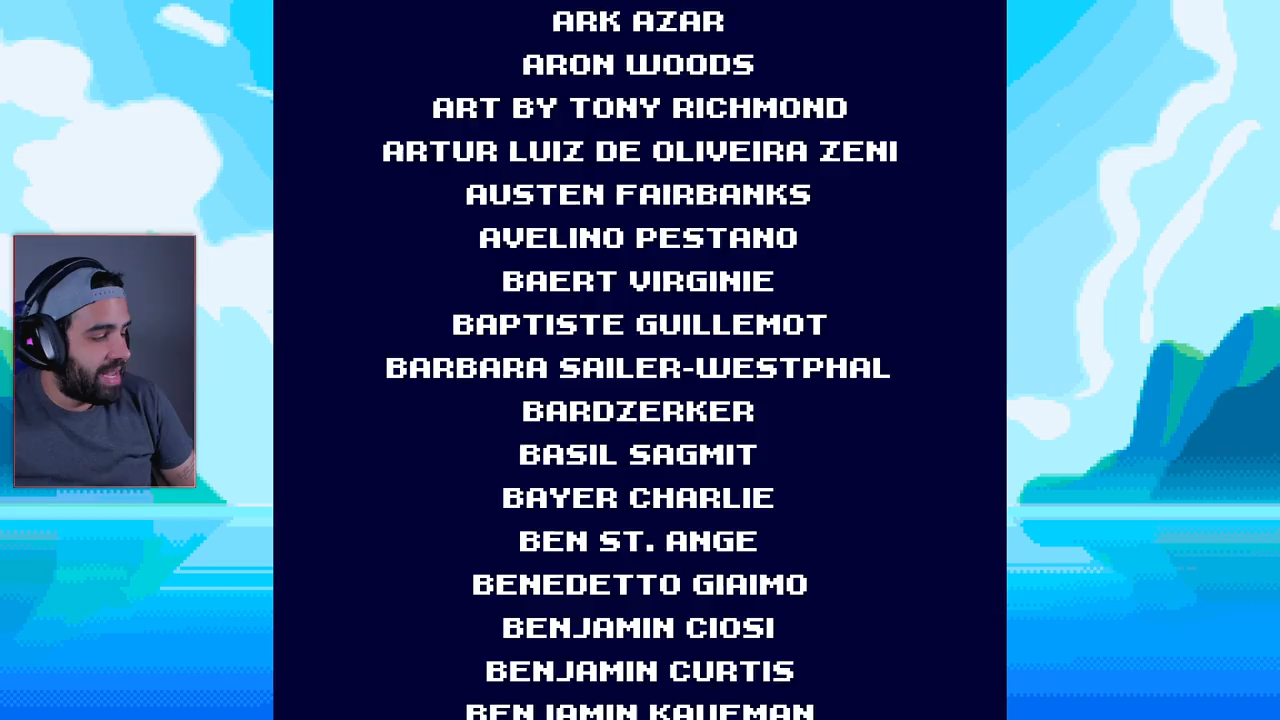 ARK AZAR
ARON WOODS
ART BY TONY RICHMOND
ARTUR LUIZ DE OLIVEIRA ZENI
AUSTEN FAIRBANKS
AVELINO PESTANO
BAERT VIRGINIE
BAPTISTE GUILLEMOT
BARBARA SAILER-WESTPHAL
BARDZERKER
BASIL SAGMIT
BAYER CHARLIE
BEN ST. ANGE
BENEDETTO GIAIMO
BENJAMIN CIOSI
BENJAMIN CURTIS
BENJAMIN KAUFMAN